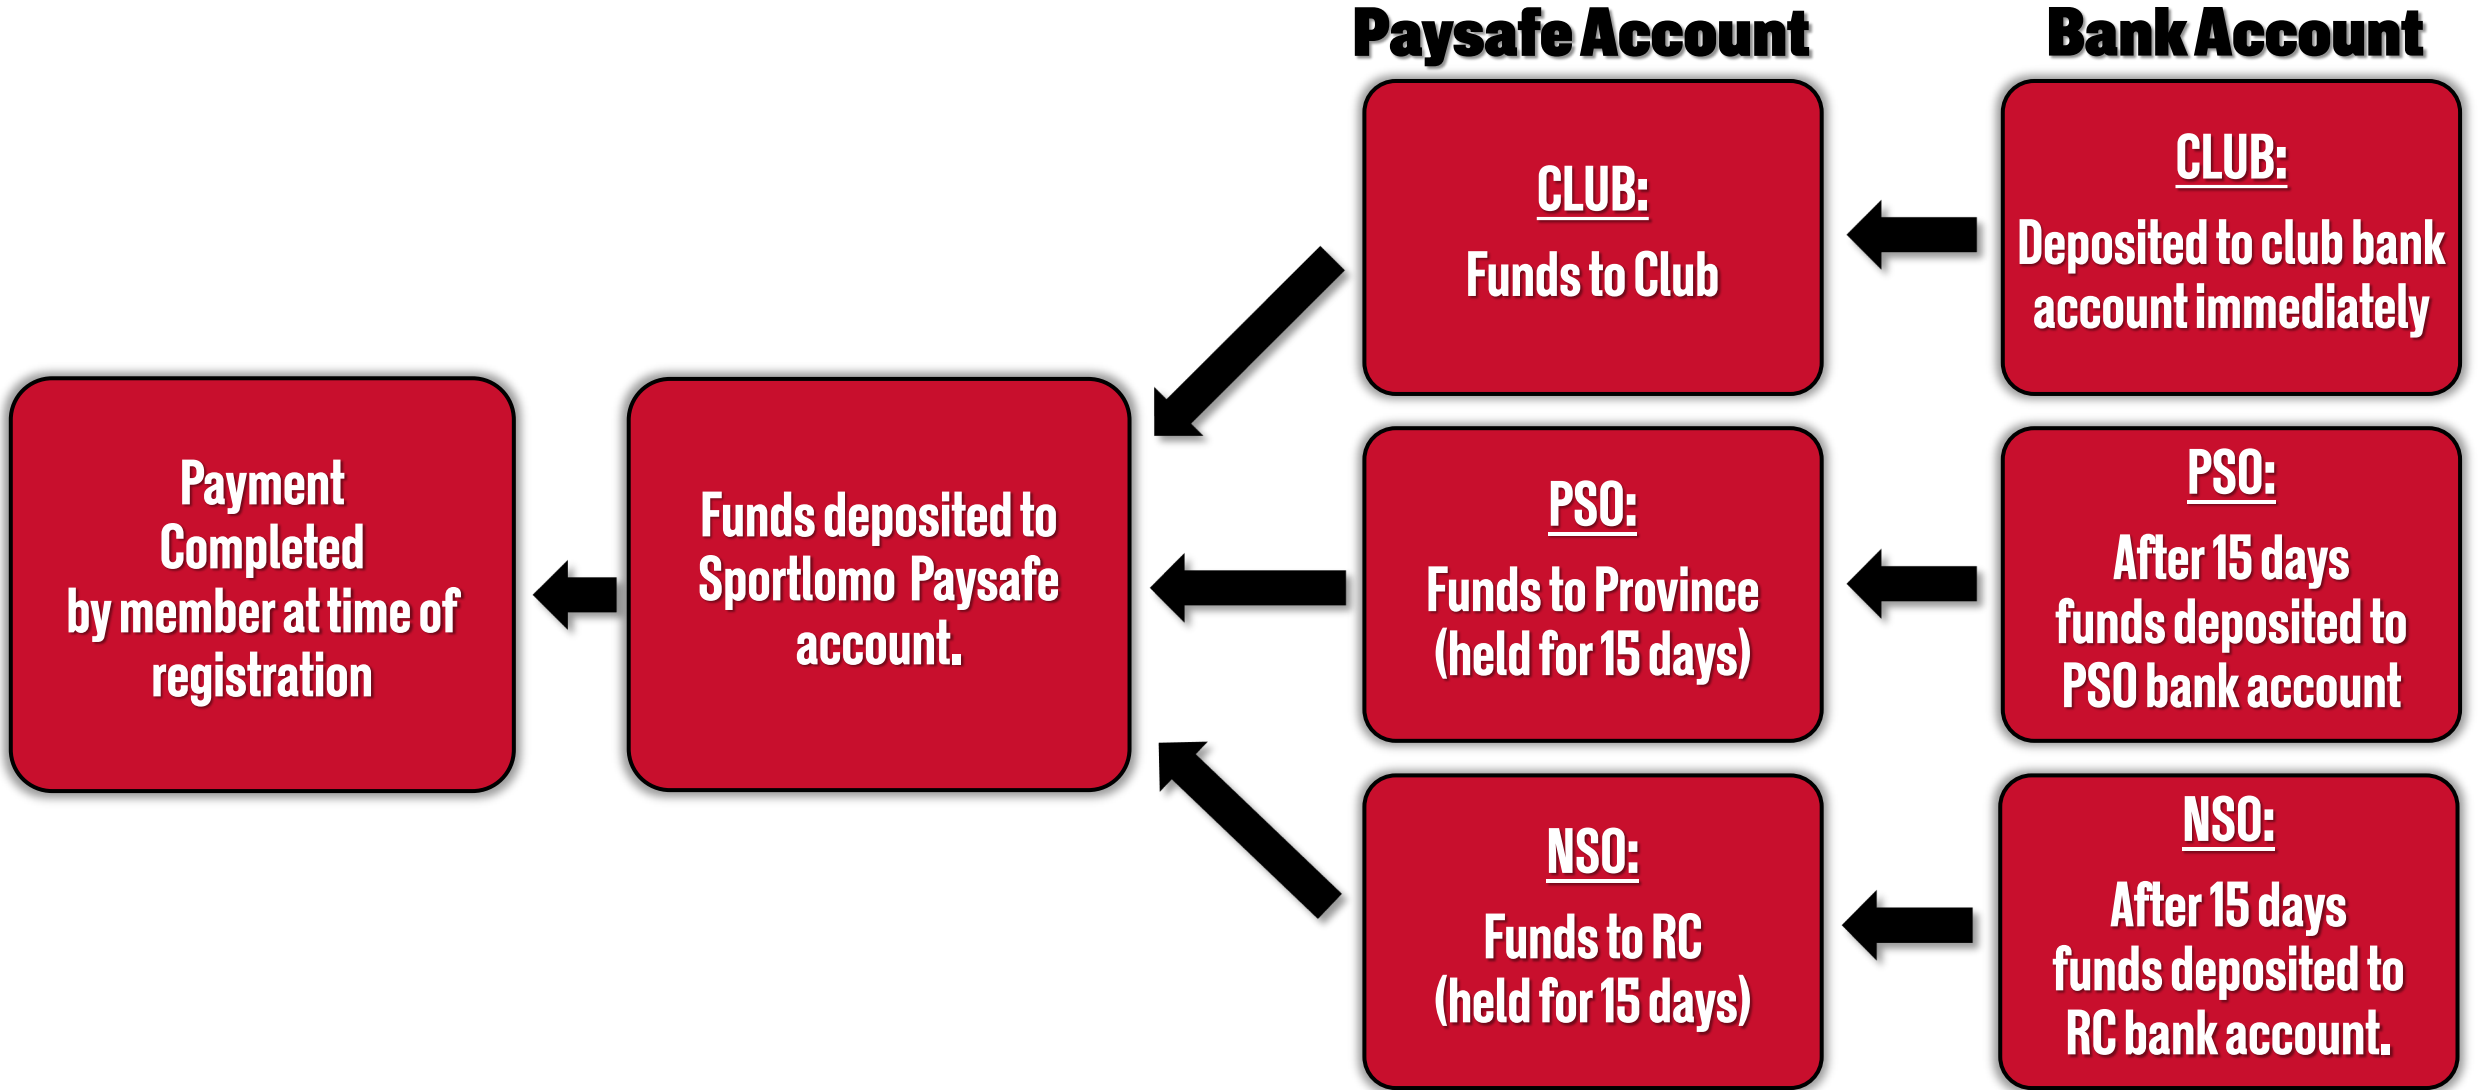 Paysafe Account
Bank Account
Payment
Completed
by member at time of
registration
Funds deposited to
Sportlomo Paysafe
account.
CLUB:
Funds to Club
CLUB:
Deposited to club bank
account immediately
PSO:
Funds to Province
(held for 15 days)
PSO:
After 15 days
funds deposited to
PSO bank account
NSO:
Funds to RC
(held for 15 days)
NSO:
After 15 days
funds deposited to
RC bank account.